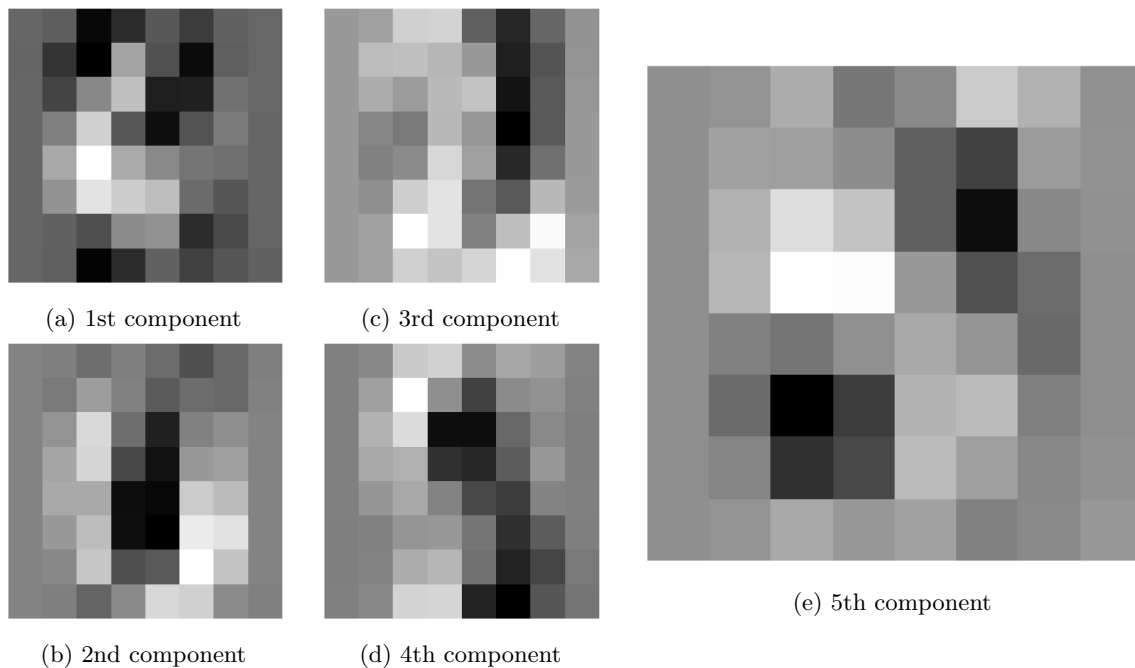 (a) 1st component
(c) 3rd component
(b) 2nd component
(d) 4th component
(e) 5th component